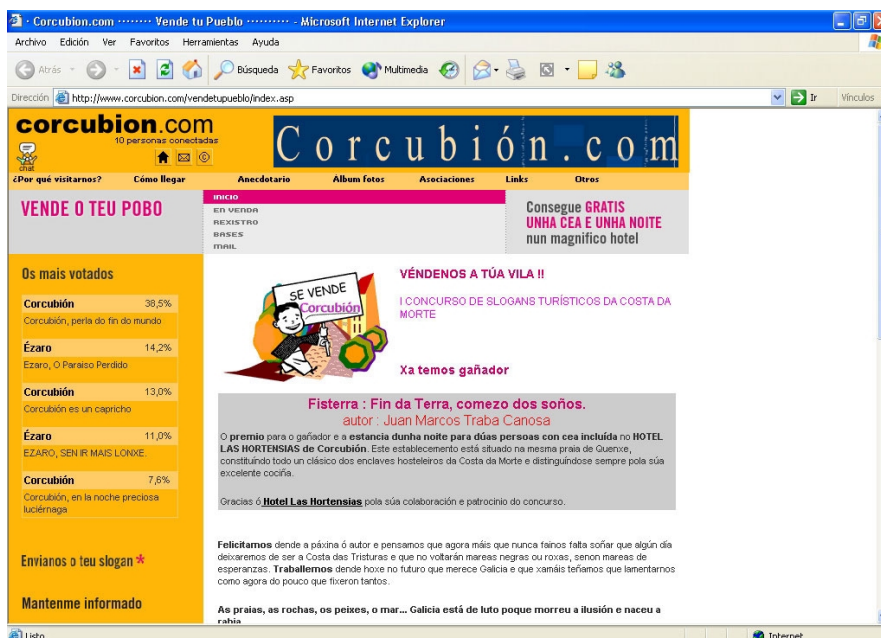 · Corcubion.com ········ Vende tu Pueblo ·········· - Microsoft Internet Explorer
Archivo Edición Ver Favoritos Herramientas Ayuda
Atrás Búsqueda Favoritos Multimedia
Dirección http://www.corcubion.com/vendetupueblo/index.asp Ir Vínculos
corcubion.com
10 personas conectadas
chat
Corcubión.com
¿Por qué visitarnos? Cómo llegar Anecdotario Álbum fotos Asociaciones Links Otros
VENDE O TEU POBO
INICIO
EN VENDA
REXISTRO
BASES
MAIL
Consegue GRATIS
UNHA CEA E UNHA NOITE
nun magnifico hotel
Os mais votados
Corcubión 38,5%
Corcubión, perla do fin do mundo
Ézaro 14,2%
Ezaro, O Paraiso Perdido
Corcubión 13,0%
Corcubión es un capricho
Ézaro 11,0%
EZARO, SEN IR MAIS LONXE.
Corcubión 7,6%
Corcubión, en la noche preciosa
luciérnaga
Envianos o teu slogan *
Mantenme informado
SE VENDE
Corcubión
VÉNDENOS A TÚA VILA !!
I CONCURSO DE SLOGANS TURÍSTICOS DA COSTA DA
MORTE
Xa temos gañador
Fisterra : Fin da Terra, comezo dos soños.
autor : Juan Marcos Traba Canosa
O premio para o gañador e a estancia dunha noite para dúas persoas con cea incluída no HOTEL
LAS HORTENSIAS de Corcubión. Este establecemento está situado na mesma praia de Quenxe,
constituíndo todo un clásico dos enclaves hosteleiros da Costa da Morte e distinguíndose sempre pola súa
excelente cociña.
Gracias ó Hotel Las Hortensias pola súa colaboración e patrocinio do concurso.
Felicitamos dende a páxina ó autor e pensamos que agora máis que nunca fainos falta soñar que algún día
deixaremos de ser a Costa das Tristuras e que no voltarán mareas negras ou roxas, senon mareas de
esperanzas. Traballemos dende hoxe no futuro que merece Galicia e que xamáis teñamos que lamentarnos
como agora do pouco que fixeron tantos.
As praias, as rochas, os peixes, o mar... Galicia está de luto poque morreu a ilusión e naceu a
rabia
Listo Internet